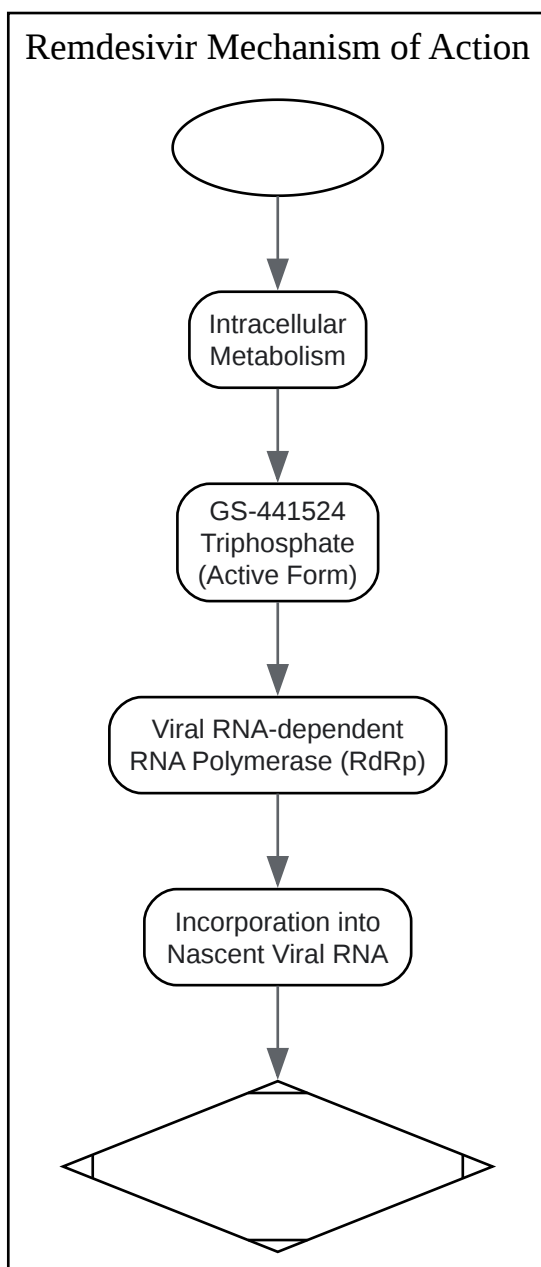 Remdesivir Mechanism of Action
Intracellular
Metabolism
GS-441524
Triphosphate
(Active Form)
Viral RNA-dependent
RNA Polymerase (RdRp)
Incorporation into
Nascent Viral RNA